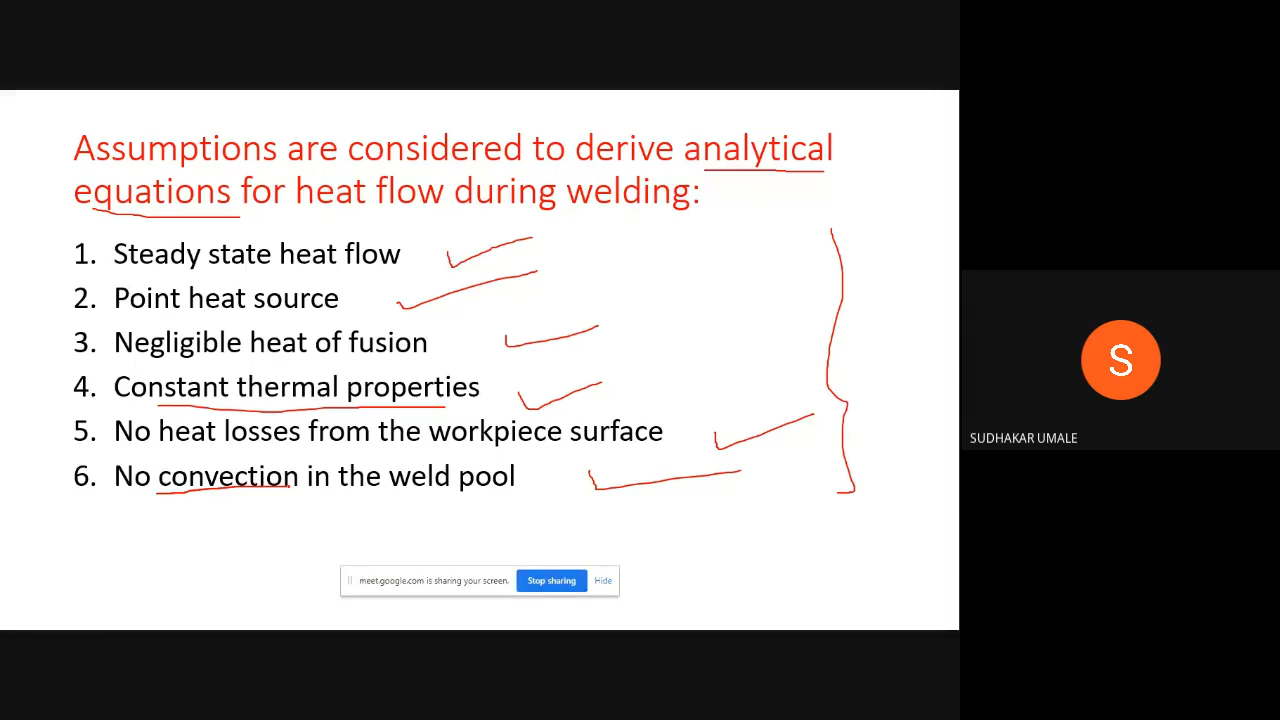 Assumptions are considered to derive analytical
equations for heat flow during welding:
1. Steady state heat flow
2. Point heat source
3. Negligible heat of fusion
4. Constant thermal properties
5. No heat losses from the workpiece surface
6. No convection in the weld pool
meet.google.com is sharing your screen. Stop sharing Hide
S
SUDHAKAR UMALE